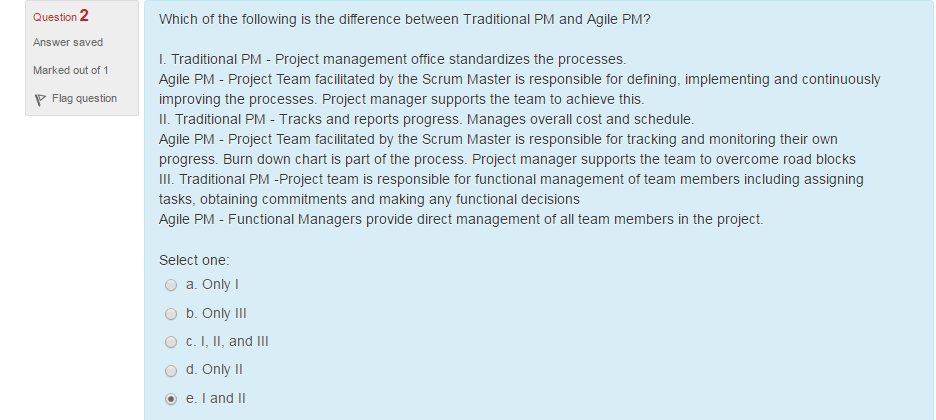 Question 2
Answer saved
Marked out of 1
Flag question
Which of the following is the difference between Traditional PM and Agile PM?
I. Traditional PM - Project management office standardizes the processes.
Agile PM - Project Team facilitated by the Scrum Master is responsible for defining, implementing and continuously
improving the processes. Project manager supports the team to achieve this.
II. Traditional PM - Tracks and reports progress. Manages overall cost and schedule.
Agile PM - Project Team facilitated by the Scrum Master is responsible for tracking and monitoring their own
progress. Burn down chart is part of the process. Project manager supports the team to overcome road blocks
III. Traditional PM -Project team is responsible for functional management of team members including assigning
tasks, obtaining commitments and making any functional decisions
Agile PM - Functional Managers provide direct management of all team members in the project.
Select one:
a. Only I
b. Only III
c. I, II, and III
d. Only II
e. I and II